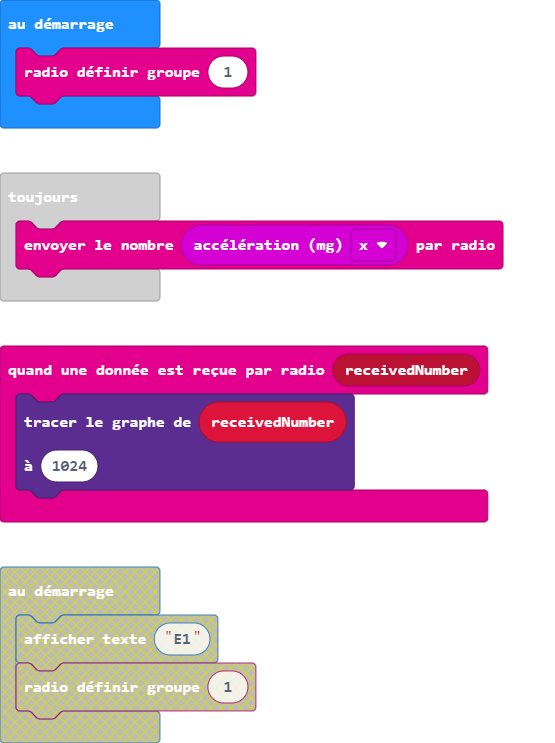 au démarrage
radio définir groupe 1
toujours
envoyer le nombre accélération (mg) x par radio
quand une donnée est reçue par radio receivedNumber
tracer le graphe de receivedNumber
à 1024
au démarrage
afficher texte "E1"
radio définir groupe 1